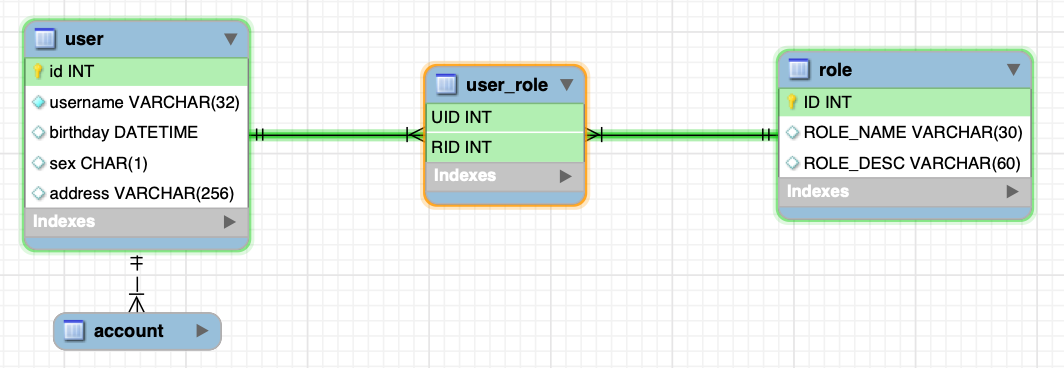 user
id INT
username VARCHAR(32)
birthday DATETIME
sex CHAR(1)
address VARCHAR(256)
Indexes
user_role
UID INT
RID INT
Indexes
role
ID INT
ROLE_NAME VARCHAR(30)
ROLE_DESC VARCHAR(60)
Indexes
account